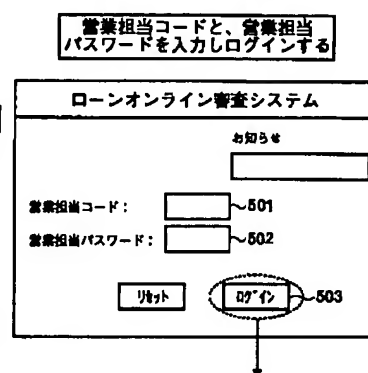 営業担当コードと、営業担当
パスワードを入力しログインする
ローンオンライン審査システム
お知らせ
営業担当コード： 501
営業担当パスワード： 502
リセット ログイン 503